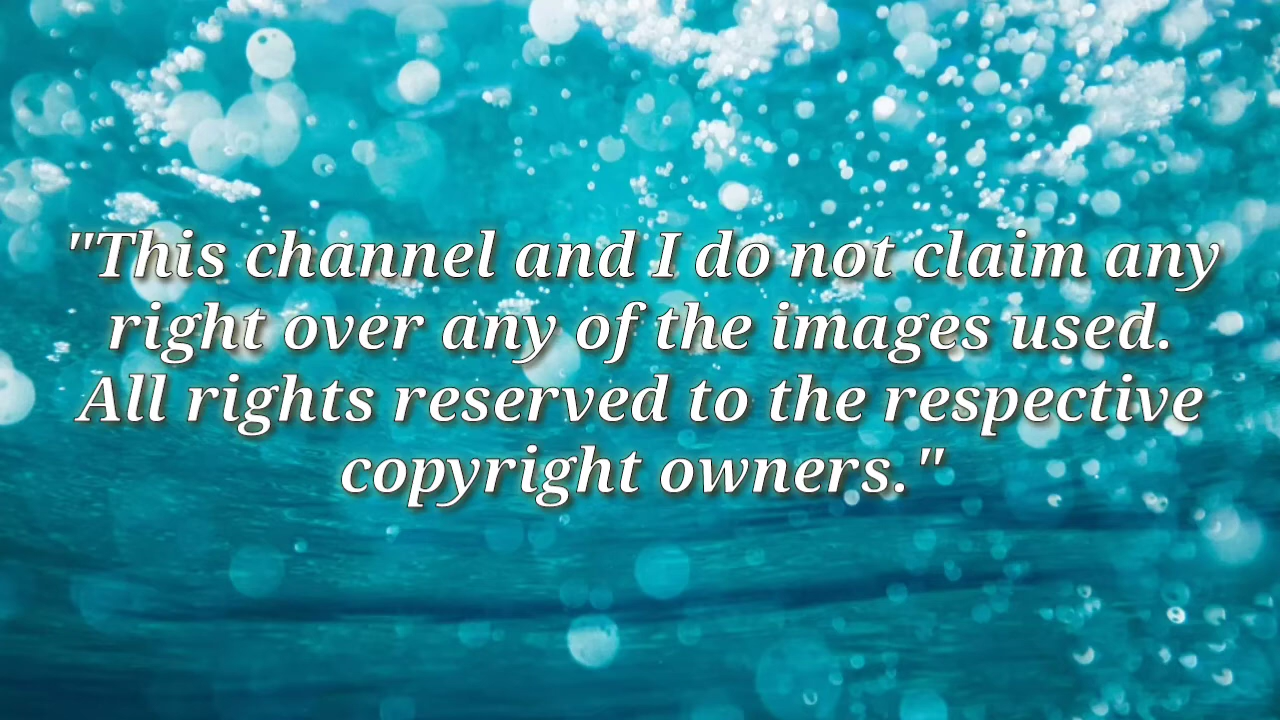 "This channel and I do not claim any
right over any of the images used.
All rights reserved to the respective
copyright owners."